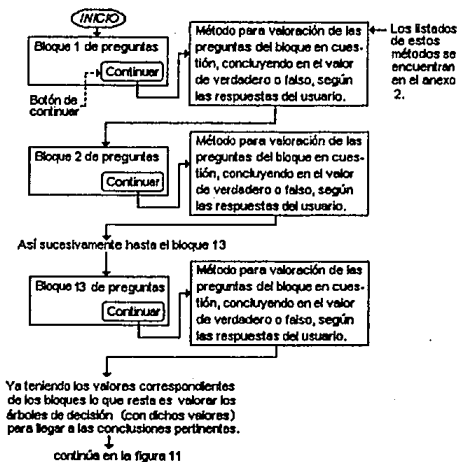 INICIO
Bloque 1 de preguntas
Continuar
Botón de
continuar
Método para valoración de las
preguntas del bloque en cues-
tión, concluyendo en el valor
de verdadero o falso, según
las respuestas del usuario.
Los listados
de estos
métodos se
encuentran
en el anexo
2.
Bloque 2 de preguntas
Continuar
Método para valoración de las
preguntas del bloque en cues-
tión, concluyendo en el valor
de verdadero o falso, según
las respuestas del usuario.
Así sucesivamente hasta el bloque 13
Bloque 13 de preguntas
Continuar
Método para valoración de las
preguntas del bloque en cues-
tión, concluyendo en el valor
de verdadero o falso, según
las respuestas del usuario.
Ya teniendo los valores correspondientes
de los bloques lo que resta es valorar los
árboles de decisión (con dichos valores)
para llegar a las conclusiones pertinentes.
continúa en la figura 11